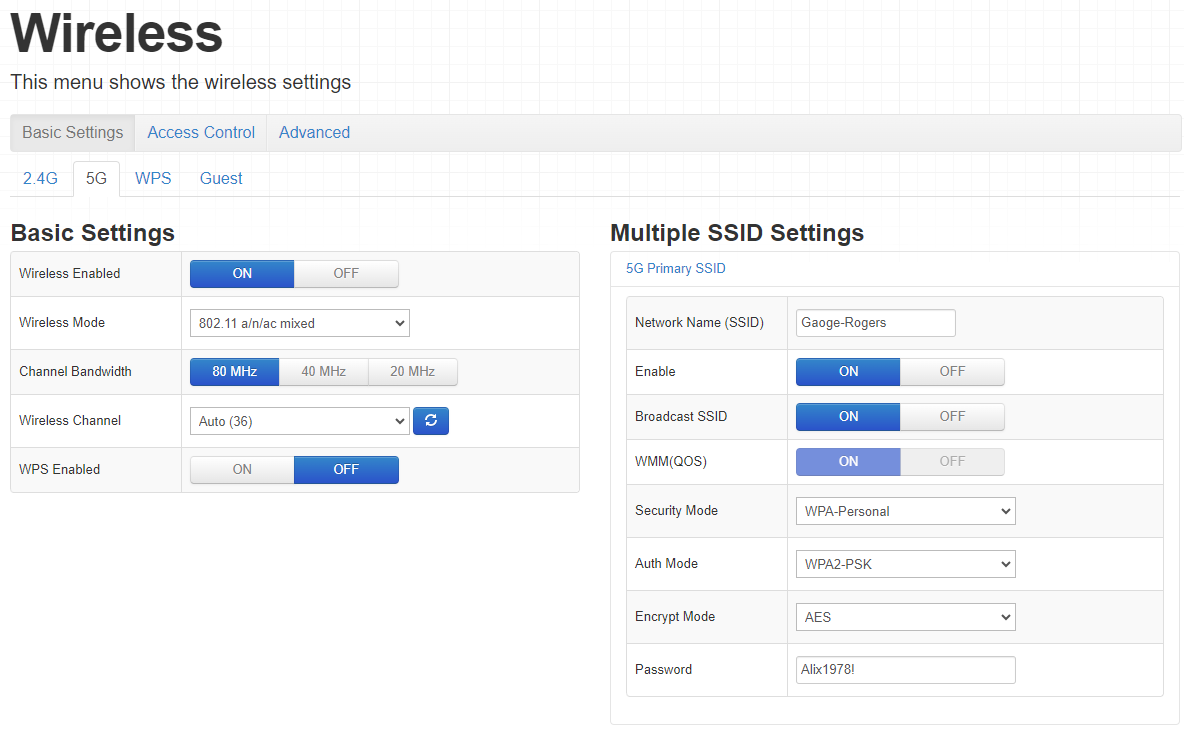 Wireless
This menu shows the wireless settings
Basic Settings Access Control Advanced
2.4G 5G WPS Guest
Basic Settings
Wireless Enabled ON OFF
Wireless Mode 802.11 a/n/ac mixed
Channel Bandwidth 80 MHz 40 MHz 20 MHz
Wireless Channel Auto (36)
WPS Enabled ON OFF
Multiple SSID Settings
5G Primary SSID
Network Name (SSID) Gaoge-Rogers
Enable ON OFF
Broadcast SSID ON OFF
WMM(QOS) ON OFF
Security Mode WPA-Personal
Auth Mode WPA2-PSK
Encrypt Mode AES
Password Alix1978!